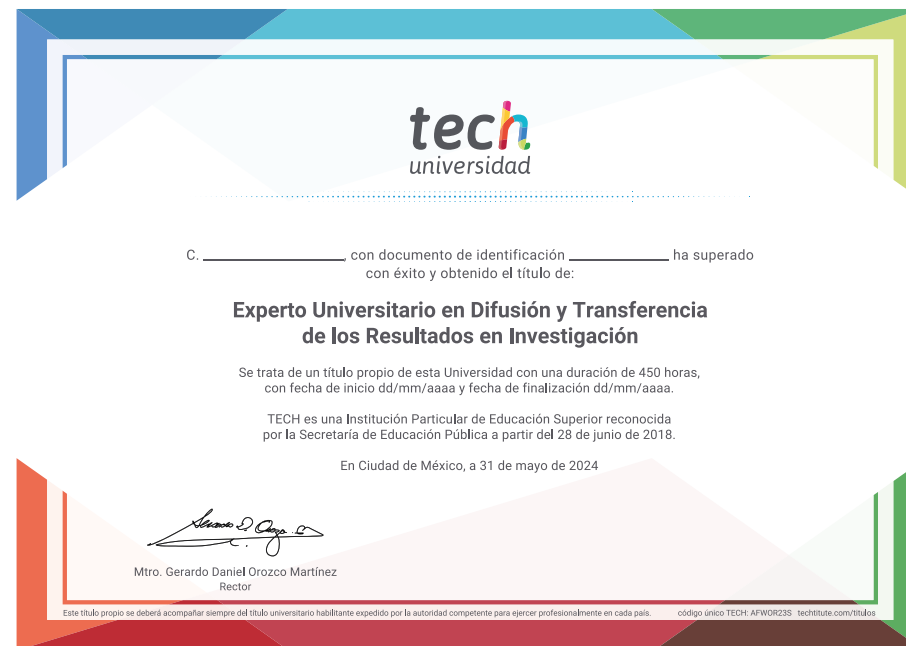 tech
universidad
C. ____________, con documento de identificación ____________ ha superado
con éxito y obtenido el título de:
Experto Universitario en Difusión y Transferencia
de los Resultados en Investigación
Se trata de un título propio de esta Universidad con una duración de 450 horas,
con fecha de inicio dd/mm/aaaa y fecha de finalización dd/mm/aaaa.
TECH es una Institución Particular de Educación Superior reconocida
por la Secretaría de Educación Pública a partir del 28 de junio de 2018.
En Ciudad de México, a 31 de mayo de 2024
Mtro. Gerardo Daniel Orozco Martínez
Rector
Este título propio se deberá acompañar siempre del título universitario habilitante expedido por la autoridad competente para ejercer profesionalmente en cada país. código único TECH: AFWOR23S techtitute.com/titulos